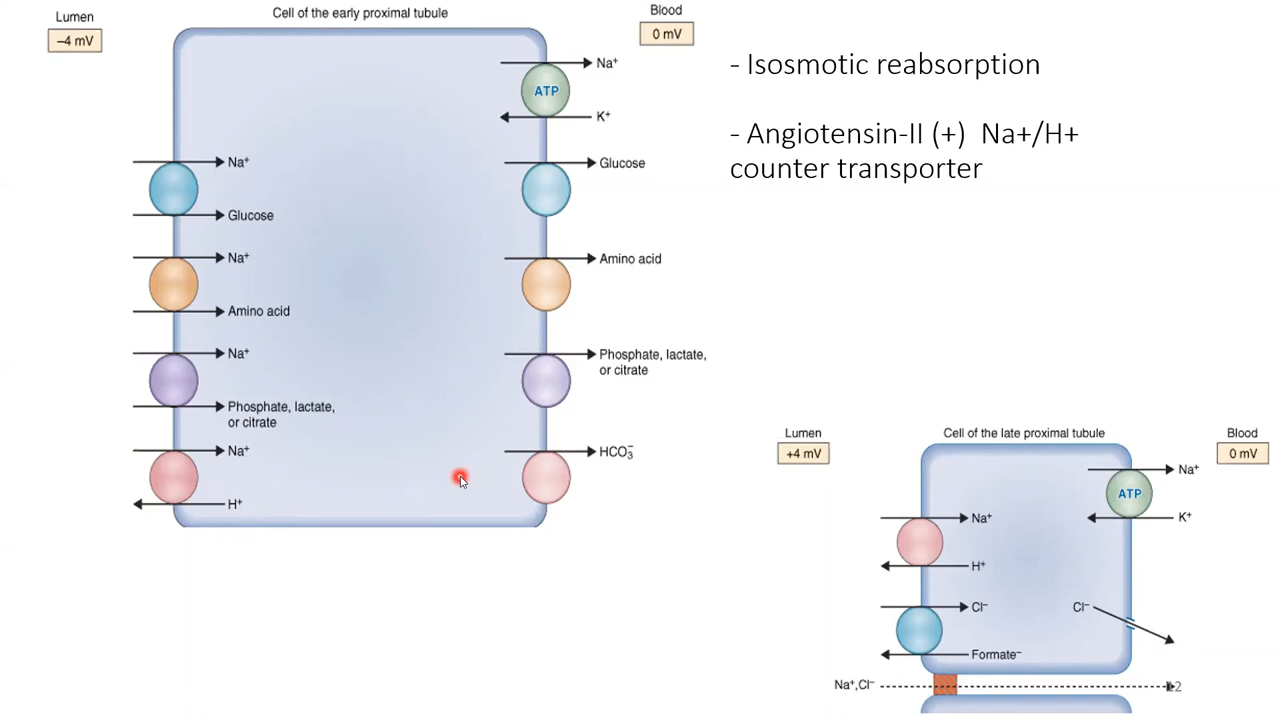 Lumen
–4 mV
Cell of the early proximal tubule
Blood
0 mV
Na⁺
ATP
K⁺
Na⁺
Glucose
Glucose
Na⁺
Amino acid
Amino acid
Na⁺
Phosphate, lactate,
or citrate
Phosphate, lactate,
or citrate
Na⁺
H⁺
HCO₃⁻
- Isosmotic reabsorption
- Angiotensin-II (+)  Na+/H+
counter transporter
Lumen
+4 mV
Cell of the late proximal tubule
Blood
0 mV
Na⁺
ATP
K⁺
Na⁺
H⁺
Cl⁻
Formate⁻
Cl⁻
Na⁺,Cl⁻